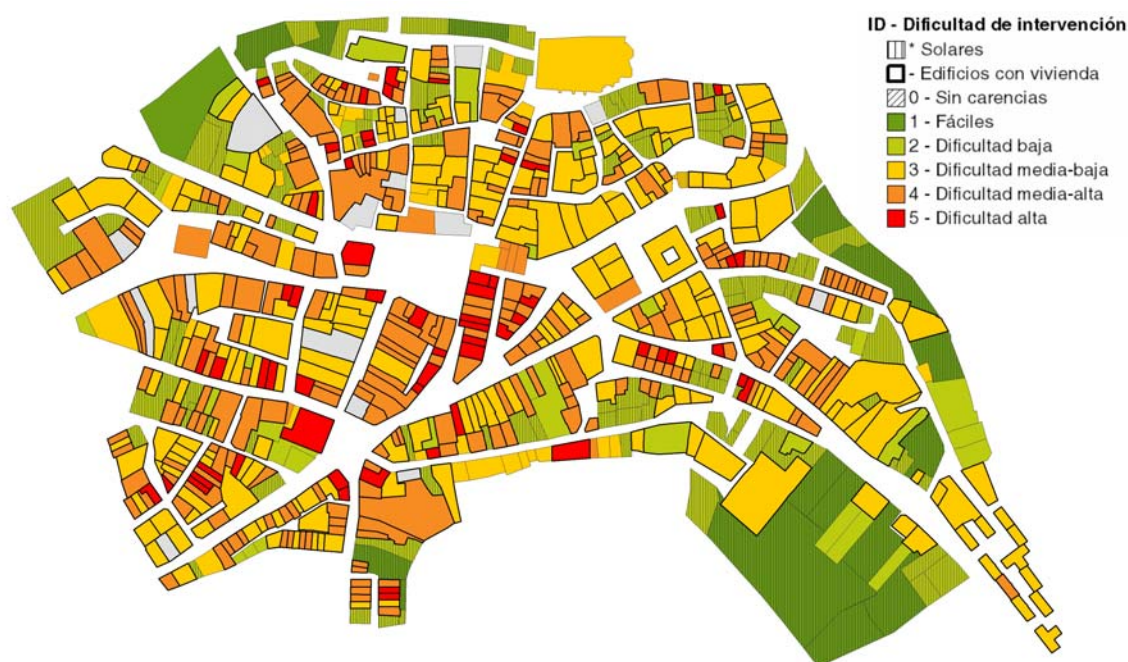 ID - Dificultad de intervención
* Solares
- Edificios con vivienda
0 - Sin carencias
1 - Fáciles
2 - Dificultad baja
3 - Dificultad media-baja
4 - Dificultad media-alta
5 - Dificultad alta